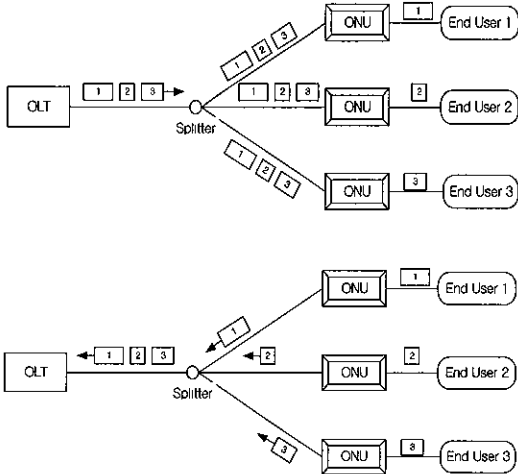 1
ONU
End User 1
1 2 3
OLT
1 2 3
Splitter
1 2 3
ONU
2
End User 2
1 2 3
3
ONU
End User 3
1
ONU
End User 1
1
OLT
1 2 3
Splitter
2
ONU
2
End User 2
3
3
ONU
End User 3